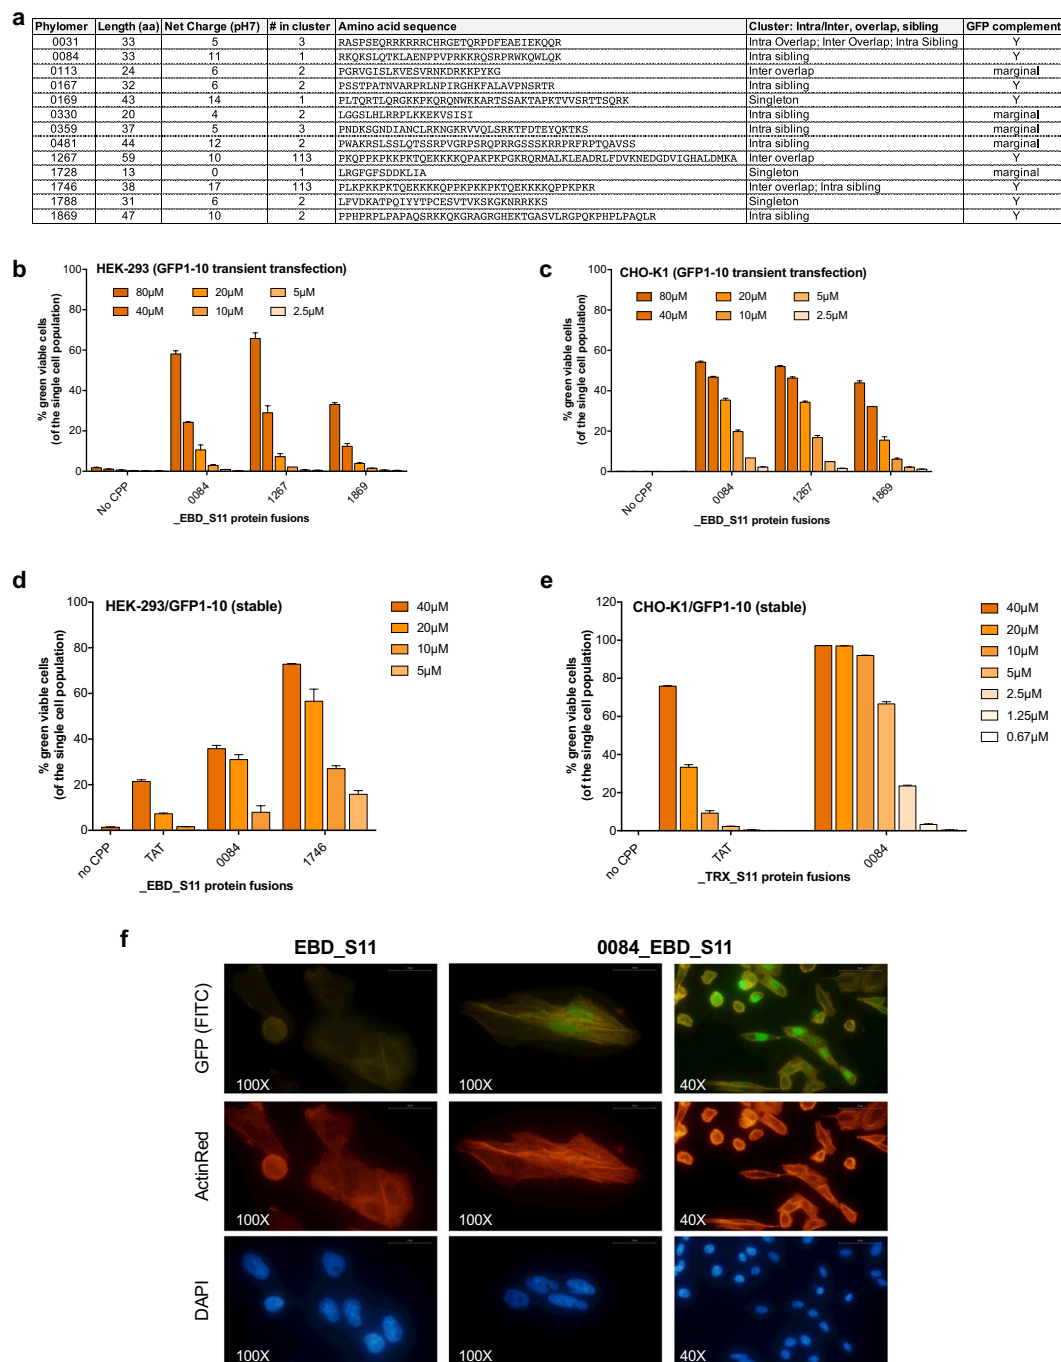 a
Phylomer Length (aa) Net Charge (pH7) # in cluster Amino acid sequence Cluster: Intra/Inter, overlap, sibling GFP complement
0031 33 5 3 RASPSEQRRKRRRCHRGETQRPDFEAEIEKQQR Intra Overlap; Inter Overlap; Intra Sibling Y
0084 33 11 1 RKQKSLQTKLAENPPVPRKKRQSRPRWKQWLQK Intra sibling Y
0113 24 6 2 PGRVGISLKVESVRNKDRKKPYKG Inter overlap marginal
0167 32 6 2 PSSTPATNVARPRLNPIRGHKFALAVPNSRTR Intra sibling Y
0169 43 14 1 PLTQRTLQRGKKPKQRQNWKKARTSSAKTAPKTVVSRTTSQRK Singleton Y
0330 20 4 2 LGGSLHLRRPLKKEKVSISI Intra sibling marginal
0359 37 5 3 PNDKSGNDIANCLRKNGKRVVQLSRKTFDTEYQKTKS Intra sibling marginal
0481 44 12 2 PWAKRSLSSLQTSSRPVGRPSRQPRRGSSSKRRPRFRPTQAVSS Intra sibling marginal
1267 59 10 113 PKQPPKPKKPKTQEKKKKQPAKPKPGKRQRMALKLEADRLFDVKNEDGDVIGHALDMKA Inter overlap Y
1728 13 0 1 LRGFGFSDDKLIA Singleton marginal
1746 38 17 113 PLKPKKPKTQEKKKKQPPKPKKPKTQEKKKKQPPKPKR Inter overlap; Intra sibling Y
1788 31 6 2 LFVDKATPQIYYTPCESVTVKSKGKNRRKKS Singleton Y
1869 47 10 2 PPHPRPLPAPAQSRKKQKGRAGRGHEKTGASVLRGPQKPHPLPAQLR Intra sibling Y
b
HEK-293 (GFP1-10 transient transfection)
80µM 20µM 5µM
40µM 10µM 2.5µM
% green viable cells
(of the single cell population)
100
80
60
40
20
0
No CPP 0084 1267 1869
_EBD_S11 protein fusions
c
CHO-K1 (GFP1-10 transient transfection)
80µM 20µM 5µM
40µM 10µM 2.5µM
% green viable cells
(of the single cell population)
100
80
60
40
20
0
No CPP 0084 1267 1869
_EBD_S11 protein fusions
d
HEK-293/GFP1-10 (stable)
40µM
20µM
10µM
5µM
% green viable cells
(of the single cell population)
100
80
60
40
20
0
no CPP TAT 0084 1746
_EBD_S11 protein fusions
e
CHO-K1/GFP1-10 (stable)
40µM
20µM
10µM
5µM
2.5µM
1.25µM
0.67µM
% green viable cells
(of the single cell population)
120
100
80
60
40
20
0
no CPP TAT 0084
_TRX_S11 protein fusions
f
EBD_S11 0084_EBD_S11
GFP (FITC)
100X 100X 40X
ActinRed
100X 100X 40X
DAPI
100X 100X 40X